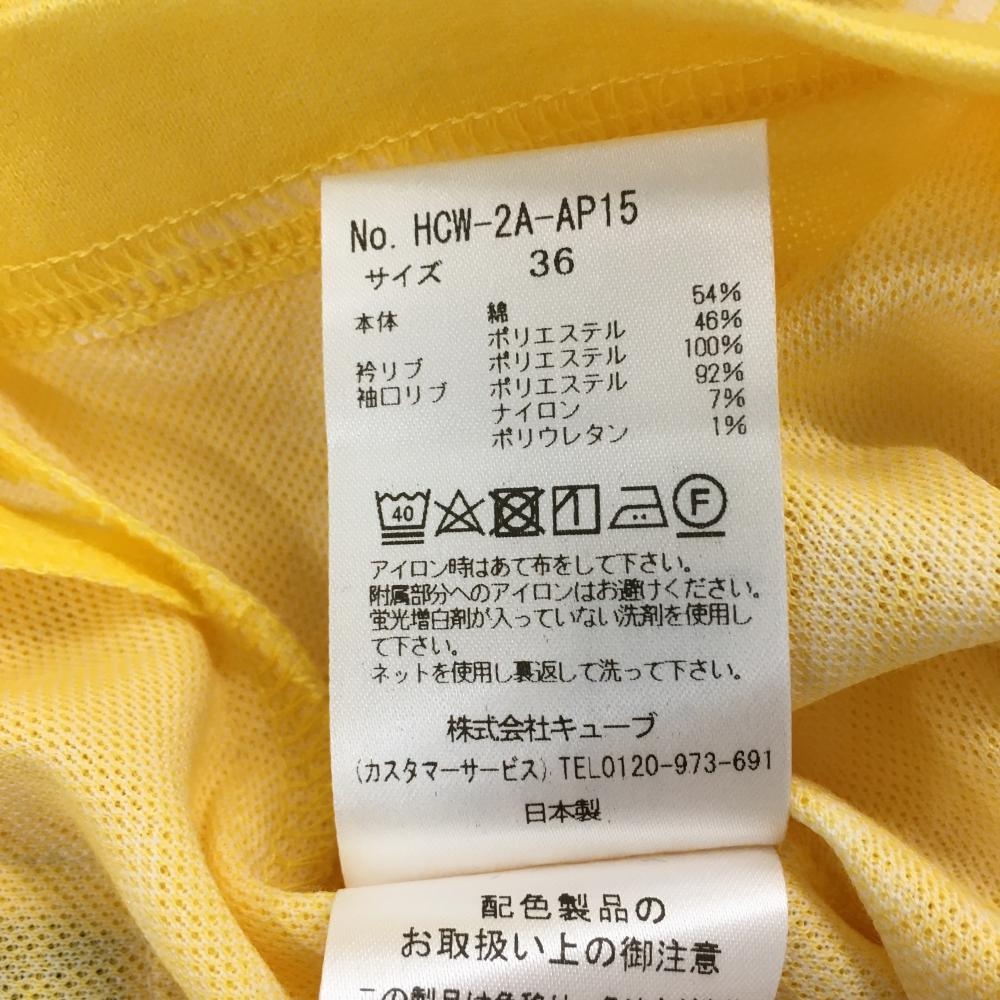 No. HCW-2A-AP15
サイズ 36
本体 綿 54%
ポリエステル 46%
衿リブ ポリエステル 100%
袖口リブ ポリエステル 92%
ナイロン 7%
ポリウレタン 1%
40 F
アイロン時はあて布をして下さい。
附属部分へのアイロンはお避けください。
蛍光増白剤が入っていない洗剤を使用し
て下さい。
ネットを使用し裏返して洗って下さい。
株式会社キューブ
(カスタマーサービス) TEL0120-973-691
日本製
配色製品の
お取扱い上の御注意
この製品は色移り